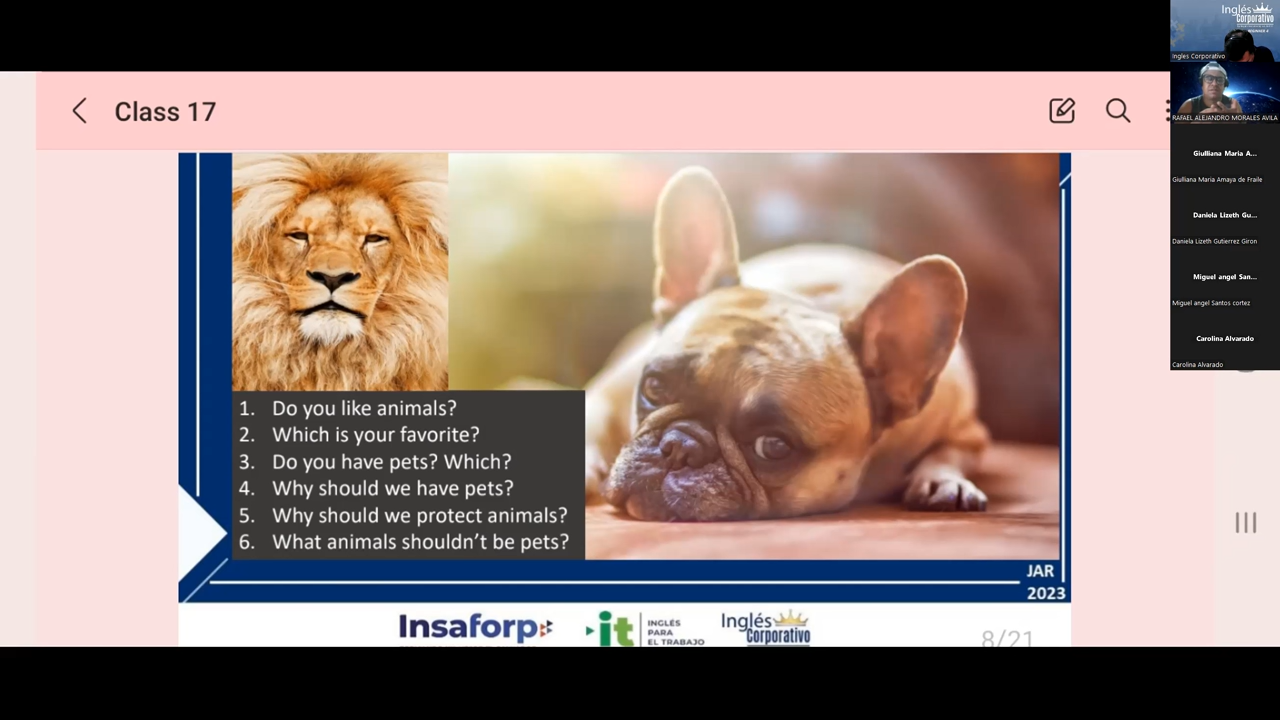 Class 17
1. Do you like animals?
2. Which is your favorite?
3. Do you have pets? Which?
4. Why should we have pets?
5. Why should we protect animals?
6. What animals shouldn't be pets?
JAR
2023
Insaforp
it
INGLÉS
PARA
EL TRABAJO
Inglés
Corporativo
8/21
Inglés
Corporativo
Ingles Corporativo
RAFAEL ALEJANDRO MORALES AVILA
Giulliana Maria A...
Giulliana Maria Amaya de Fraile
Daniela Lizeth Gu...
Daniela Lizeth Gutierrez Giron
Miguel angel San...
Miguel angel Santos cortez
Carolina Alvarado
Carolina Alvarado